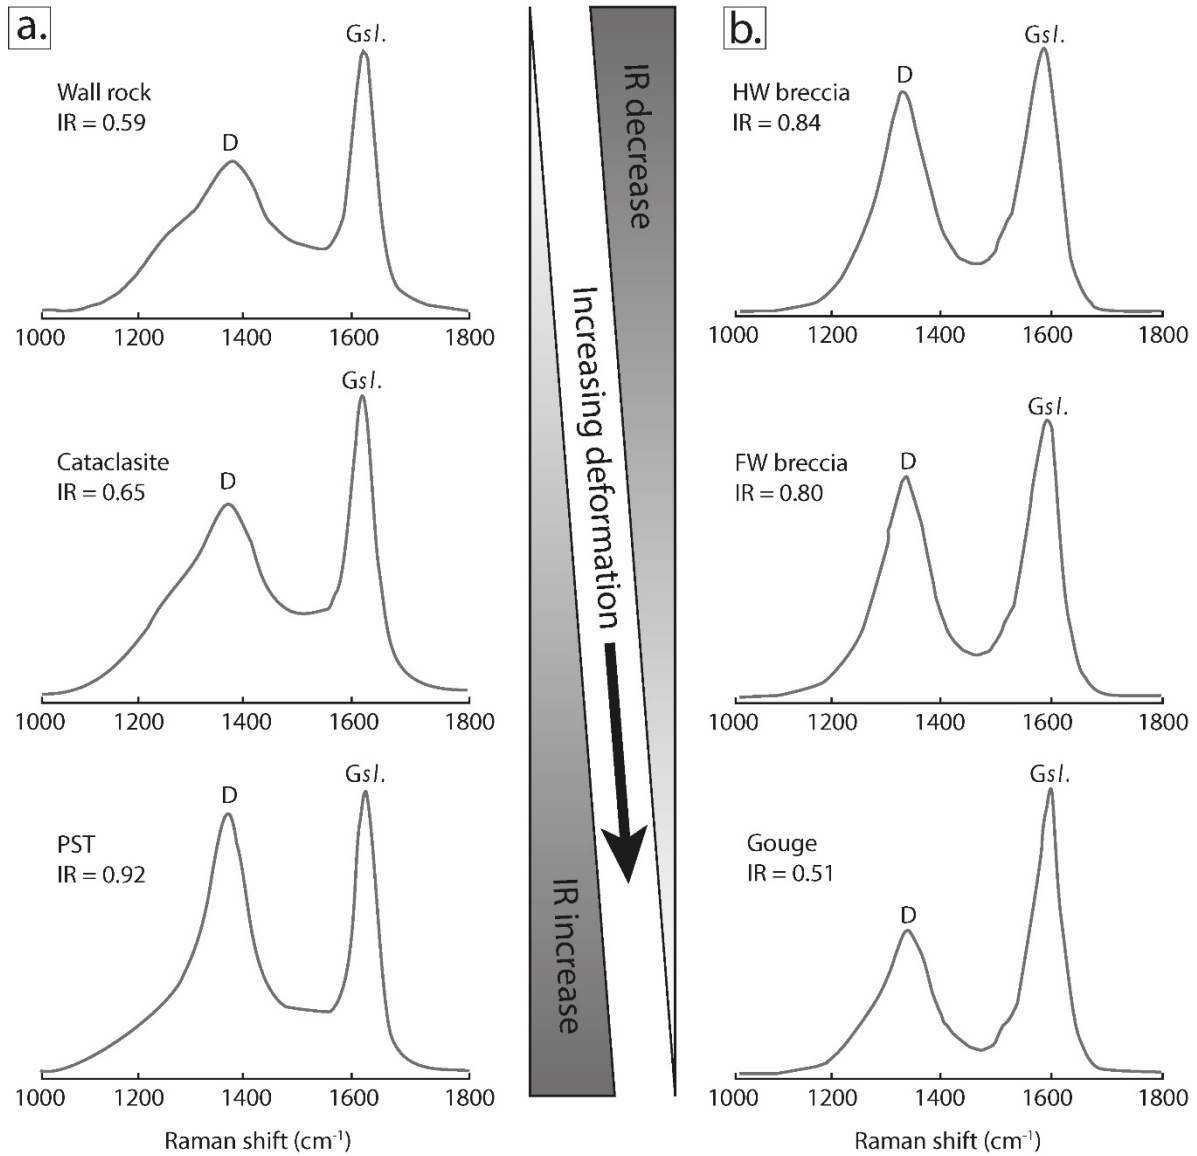 a.
Gsl.
Wall rock
IR = 0.59
D
1000 1200 1400 1600 1800
Gsl.
Cataclasite
IR = 0.65
D
1000 1200 1400 1600 1800
Gsl.
D
PST
IR = 0.92
1000 1200 1400 1600 1800
Raman shift (cm⁻¹)
IR decrease
Increasing deformation
IR increase
b.
Gsl.
D
HW breccia
IR = 0.84
1000 1200 1400 1600 1800
Gsl.
FW breccia
IR = 0.80
D
1000 1200 1400 1600 1800
Gsl.
Gouge
IR = 0.51
D
1000 1200 1400 1600 1800
Raman shift (cm⁻¹)